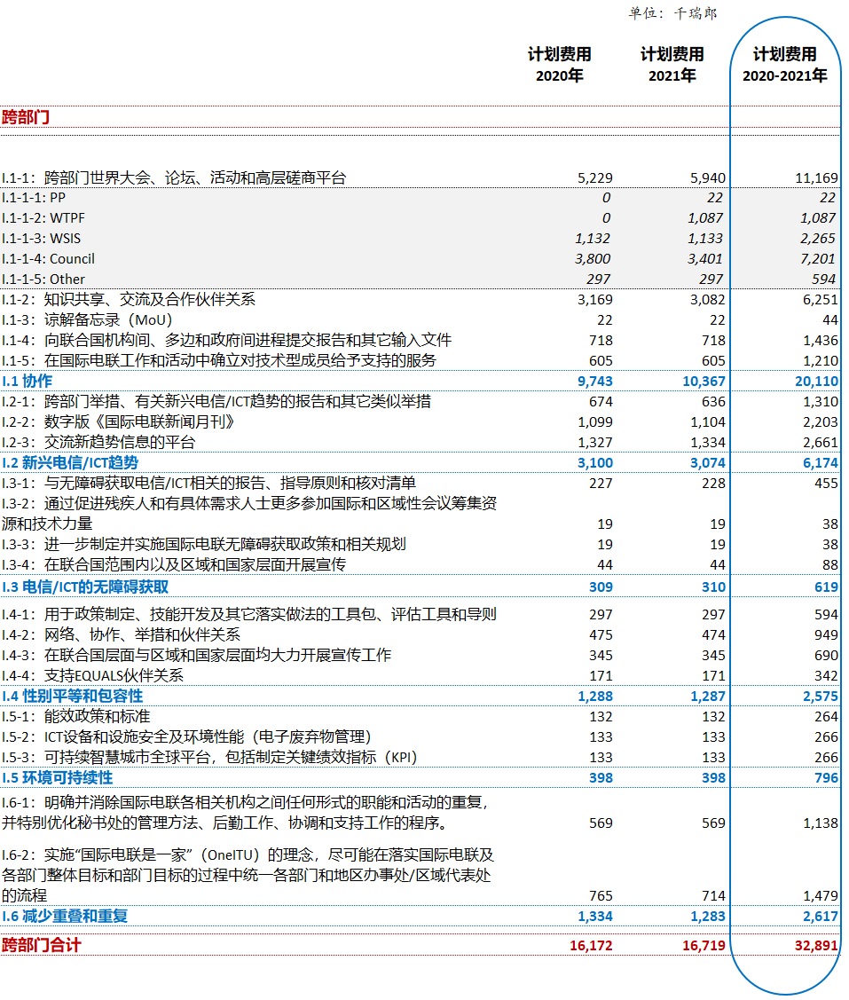 单位：千瑞郎
计划费用 计划费用 计划费用
2020年 2021年 2020-2021年
跨部门
I.1-1：跨部门世界大会、论坛、活动和高层磋商平台 5,229 5,940 11,169
I.1-1-1: PP 0 22 22
I.1-1-2: WTPF 0 1,087 1,087
I.1-1-3: WSIS 1,132 1,133 2,265
I.1-1-4: Council 3,800 3,401 7,201
I.1-1-5: Other 297 297 594
I.1-2：知识共享、交流及合作伙伴关系 3,169 3,082 6,251
I.1-3：谅解备忘录（MoU） 22 22 44
I.1-4：向联合国机构间、多边和政府间进程提交报告和其它输入文件 718 718 1,436
I.1-5：在国际电联工作和活动中确立对技术型成员给予支持的服务 605 605 1,210
I.1 协作 9,743 10,367 20,110
I.2-1：跨部门举措、有关新兴电信/ICT趋势的报告和其它类似举措 674 636 1,310
I.2-2：数字版《国际电联新闻月刊》 1,099 1,104 2,203
I.2-3：交流新趋势信息的平台 1,327 1,334 2,661
I.2 新兴电信/ICT趋势 3,100 3,074 6,174
I.3-1：与无障碍获取电信/ICT相关的报告、指导原则和核对清单 227 228 455
I.3-2：通过促进残疾人和有具体需求人士更多参加国际和区域性会议筹集资
源和技术力量 19 19 38
I.3-3：进一步制定并实施国际电联无障碍获取政策和相关规划 19 19 38
I.3-4：在联合国范围内以及区域和国家层面开展宣传 44 44 88
I.3 电信/ICT的无障碍获取 309 310 619
I.4-1：用于政策制定、技能开发及其它落实做法的工具包、评估工具和导则 297 297 594
I.4-2：网络、协作、举措和伙伴关系 475 474 949
I.4-3：在联合国层面与区域和国家层面均大力开展宣传工作 345 345 690
I.4-4：支持EQUALS伙伴关系 171 171 342
I.4 性别平等和包容性 1,288 1,287 2,575
I.5-1：能效政策和标准 132 132 264
I.5-2：ICT设备和设施安全及环境性能（电子废弃物管理） 133 133 266
I.5-3：可持续智慧城市全球平台，包括制定关键绩效指标（KPI） 133 133 266
I.5 环境可持续性 398 398 796
I.6-1：明确并消除国际电联各相关机构之间任何形式的职能和活动的重复，
并特别优化秘书处的管理方法、后勤工作、协调和支持工作的程序。 569 569 1,138
I.6-2：实施“国际电联是一家”（OneITU）的理念，尽可能在落实国际电联及
各部门整体目标和部门目标的过程中统一各部门和地区办事处/区域代表处
的流程 765 714 1,479
I.6 减少重叠和重复 1,334 1,283 2,617
跨部门合计 16,172 16,719 32,891